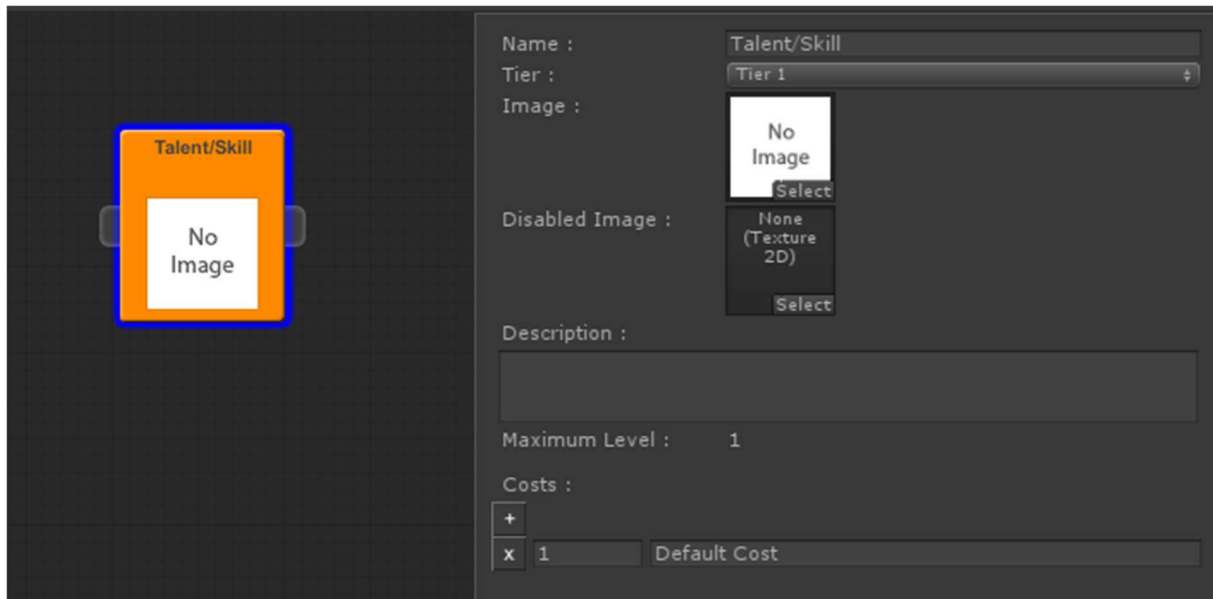 Talent/Skill
No
Image
Name :
Talent/Skill
Tier :
Tier 1
Image :
No
Image
Select
Disabled Image :
None
(Texture
2D)
Select
Description :
Maximum Level :
1
Costs :
+
x
1
Default Cost